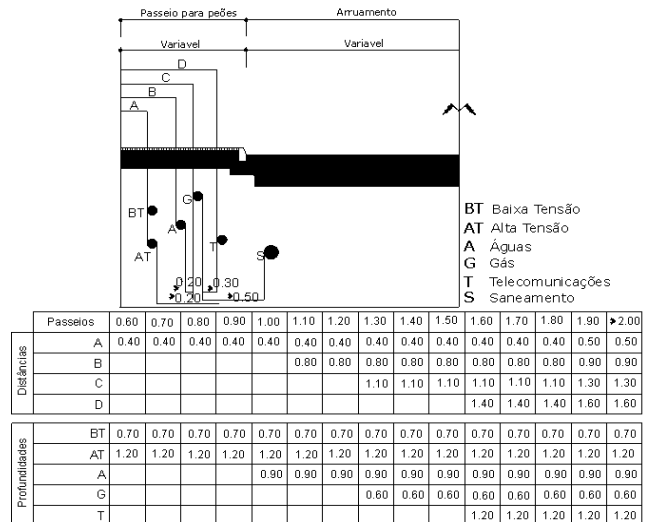 Passeio para peões Arruamento
Variavel Variavel
D
C
B
A
G
BT
A
T
AT
S
0.20 0.30
>0.20 >0.50
BT Baixa Tensão
AT Alta Tensão
A Águas
G Gás
T Telecomunicações
S Saneamento
Passeios 0.60 0.70 0.80 0.90 1.00 1.10 1.20 1.30 1.40 1.50 1.60 1.70 1.80 1.90 >2.00
Distâncias
A 0.40 0.40 0.40 0.40 0.40 0.40 0.40 0.40 0.40 0.40 0.40 0.40 0.40 0.50 0.50
B 0.80 0.80 0.80 0.80 0.80 0.80 0.80 0.80 0.90 0.90
C 1.10 1.10 1.10 1.10 1.10 1.10 1.30 1.30
D 1.40 1.40 1.40 1.60 1.60
Profundidades
BT 0.70 0.70 0.70 0.70 0.70 0.70 0.70 0.70 0.70 0.70 0.70 0.70 0.70 0.70 0.70
AT 1.20 1.20 1.20 1.20 1.20 1.20 1.20 1.20 1.20 1.20 1.20 1.20 1.20 1.20 1.20
A 0.90 0.90 0.90 0.90 0.90 0.90 0.90 0.90 0.90 0.90 0.90
G 0.60 0.60 0.60 0.60 0.60 0.60 0.60 0.60
T 1.20 1.20 1.20 1.20 1.20